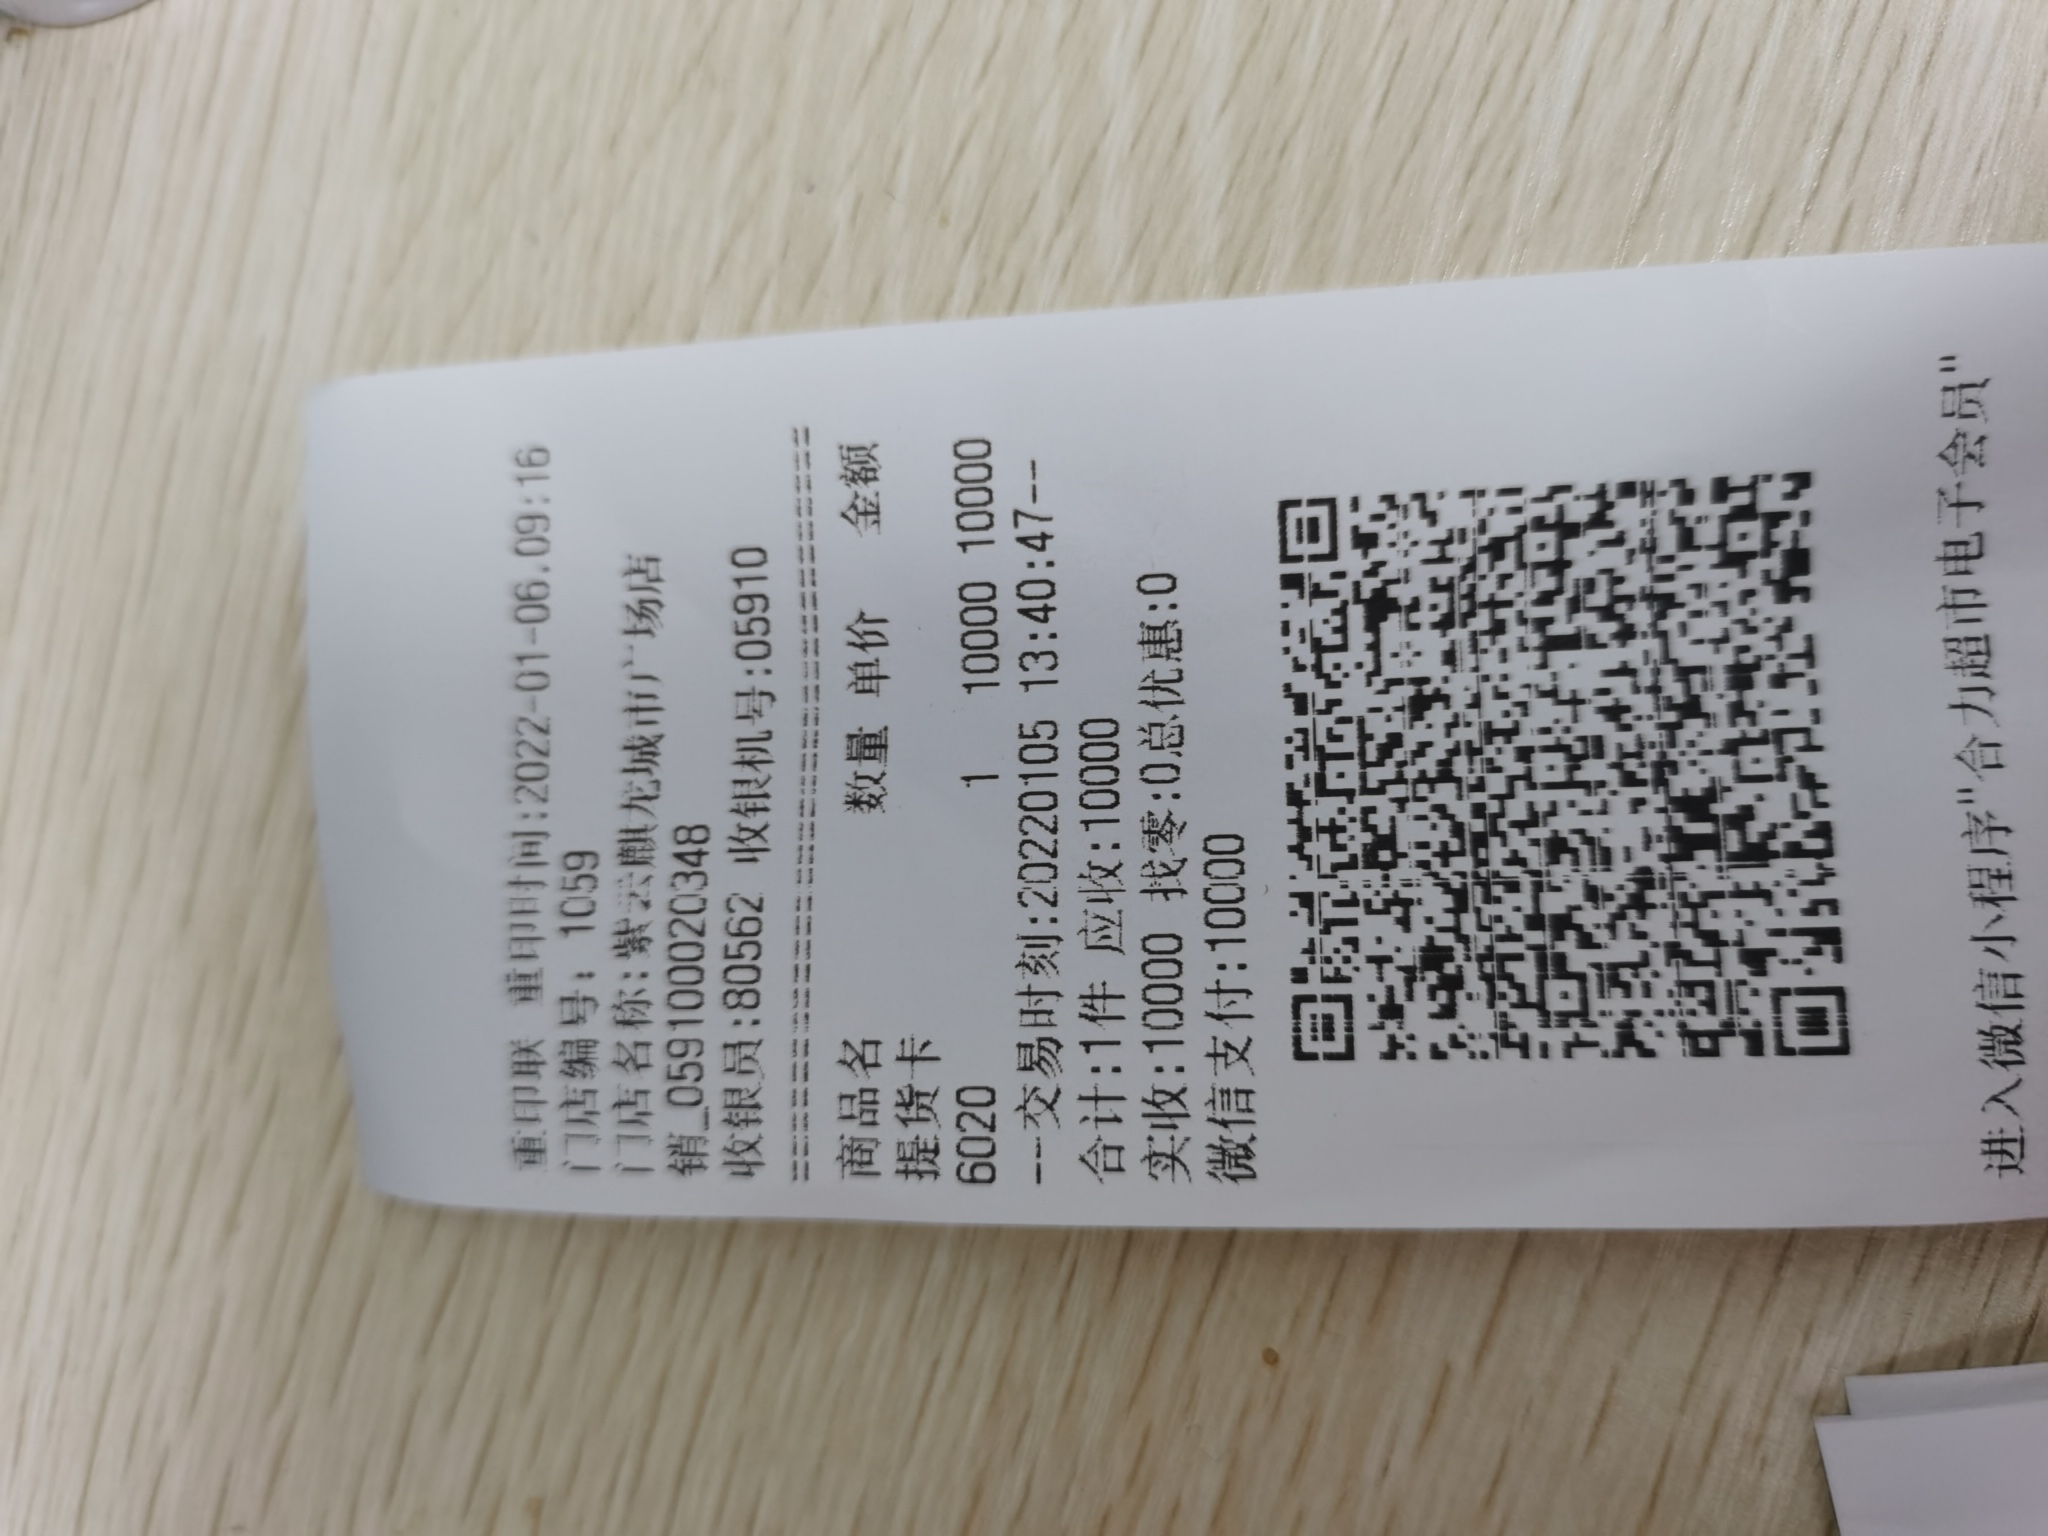 重印联 重印时间:2022-01-06.09:16
门店编号: 1059
门店名称:紫云麒龙城市广场店
销_0591000020348
收银员:80562 收银机号:05910
==========================================
商品名 数量 单价 金额
提货卡
6020 1 10000 10000
--交易时刻:20220105 13:40:47--
合计:1件 应收:10000
实收:10000 找零:0总优惠:0
微信支付:10000
进入微信小程序"合力超市电子会员"